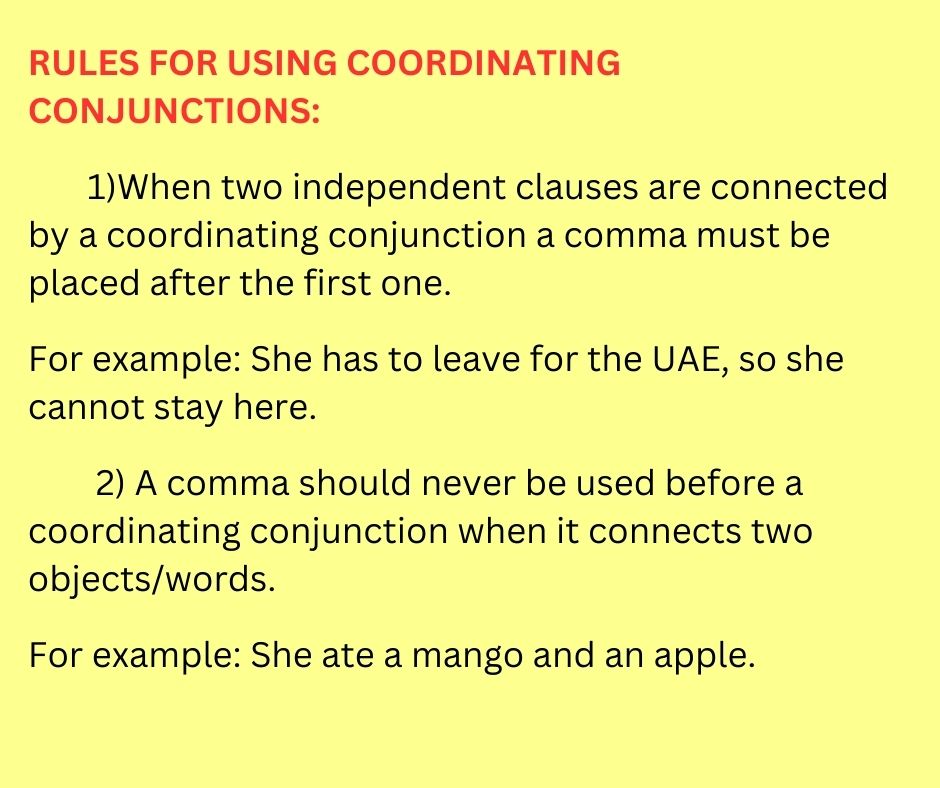 RULES FOR USING COORDINATING
CONJUNCTIONS:
1)When two independent clauses are connected
by a coordinating conjunction a comma must be
placed after the first one.
For example: She has to leave for the UAE, so she
cannot stay here.
2) A comma should never be used before a
coordinating conjunction when it connects two
objects/words.
For example: She ate a mango and an apple.